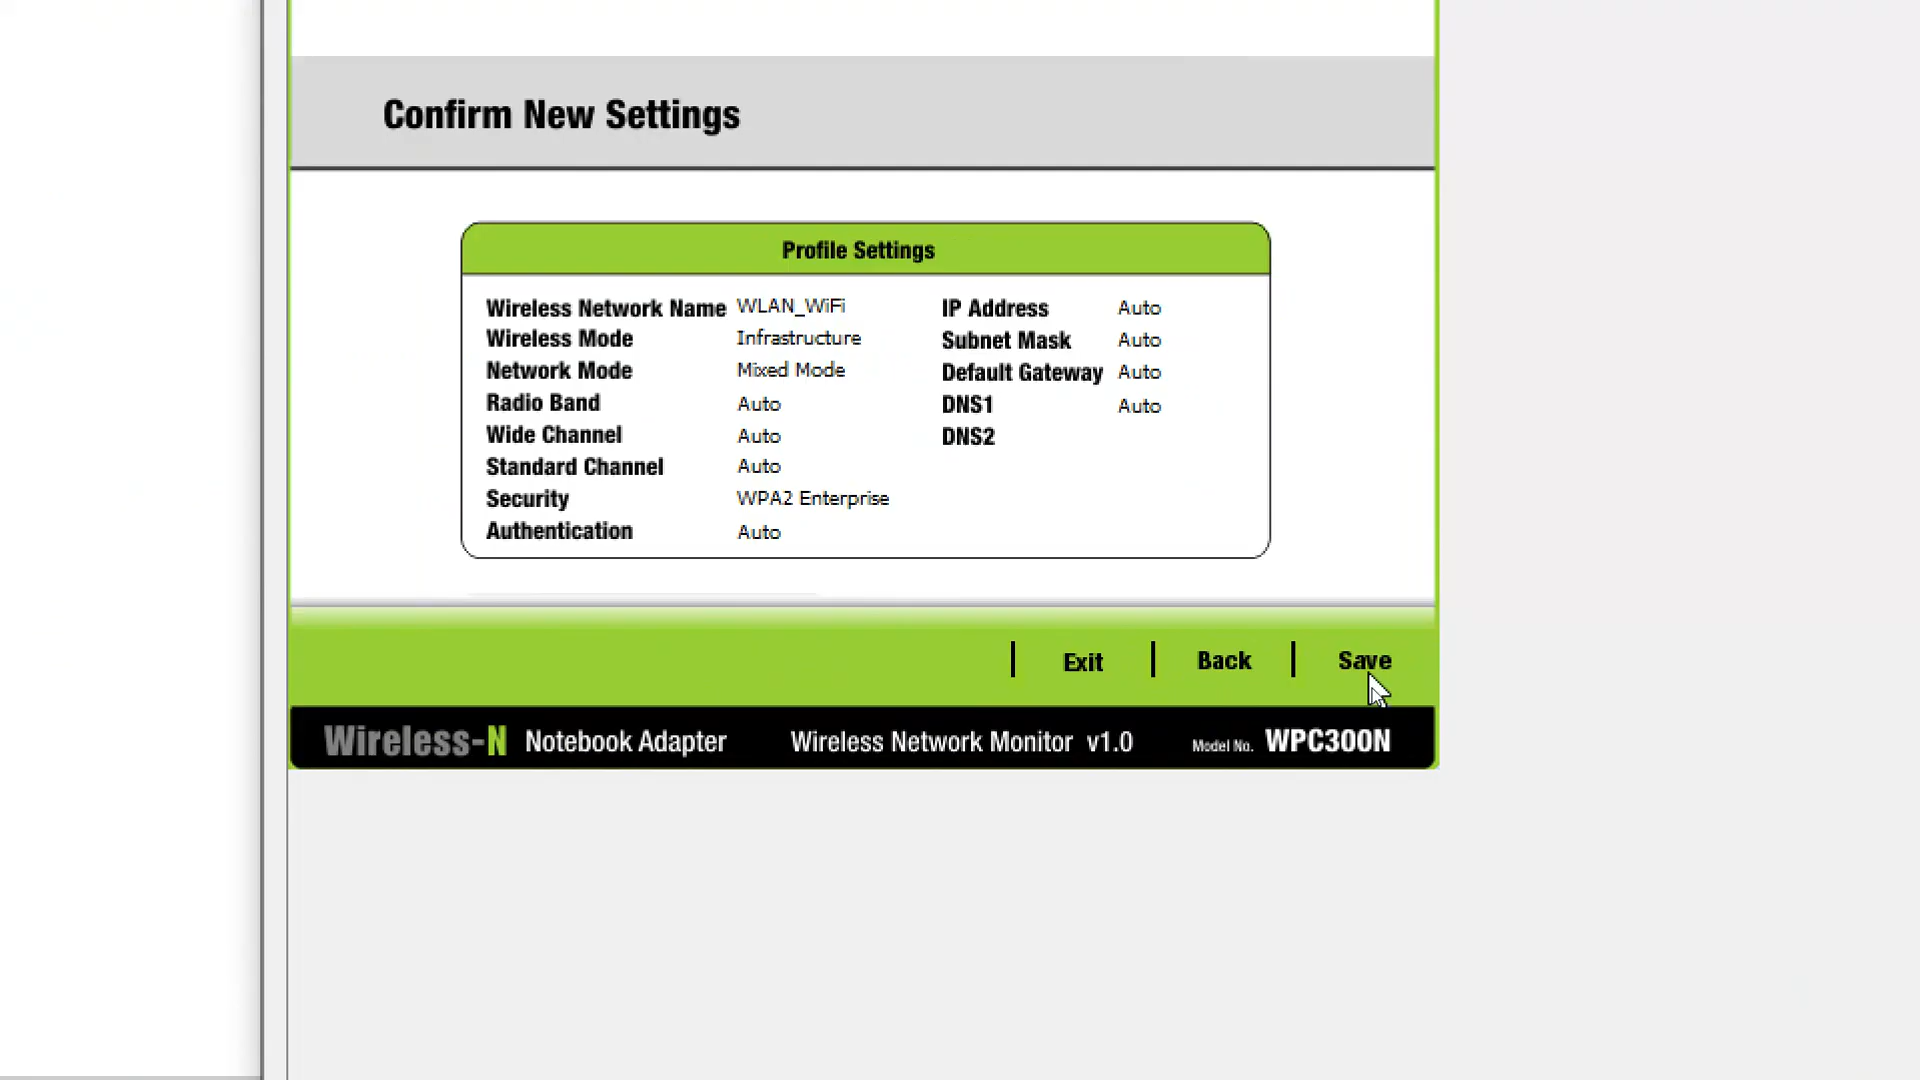 Confirm New Settings
Profile Settings
Wireless Network Name WLAN_WiFi
Wireless Mode Infrastructure
Network Mode Mixed Mode
Radio Band Auto
Wide Channel Auto
Standard Channel Auto
Security WPA2 Enterprise
Authentication Auto
IP Address Auto
Subnet Mask Auto
Default Gateway Auto
DNS1 Auto
DNS2
Exit Back Save
Wireless-N Notebook Adapter Wireless Network Monitor v1.0 Model No. WPC300N